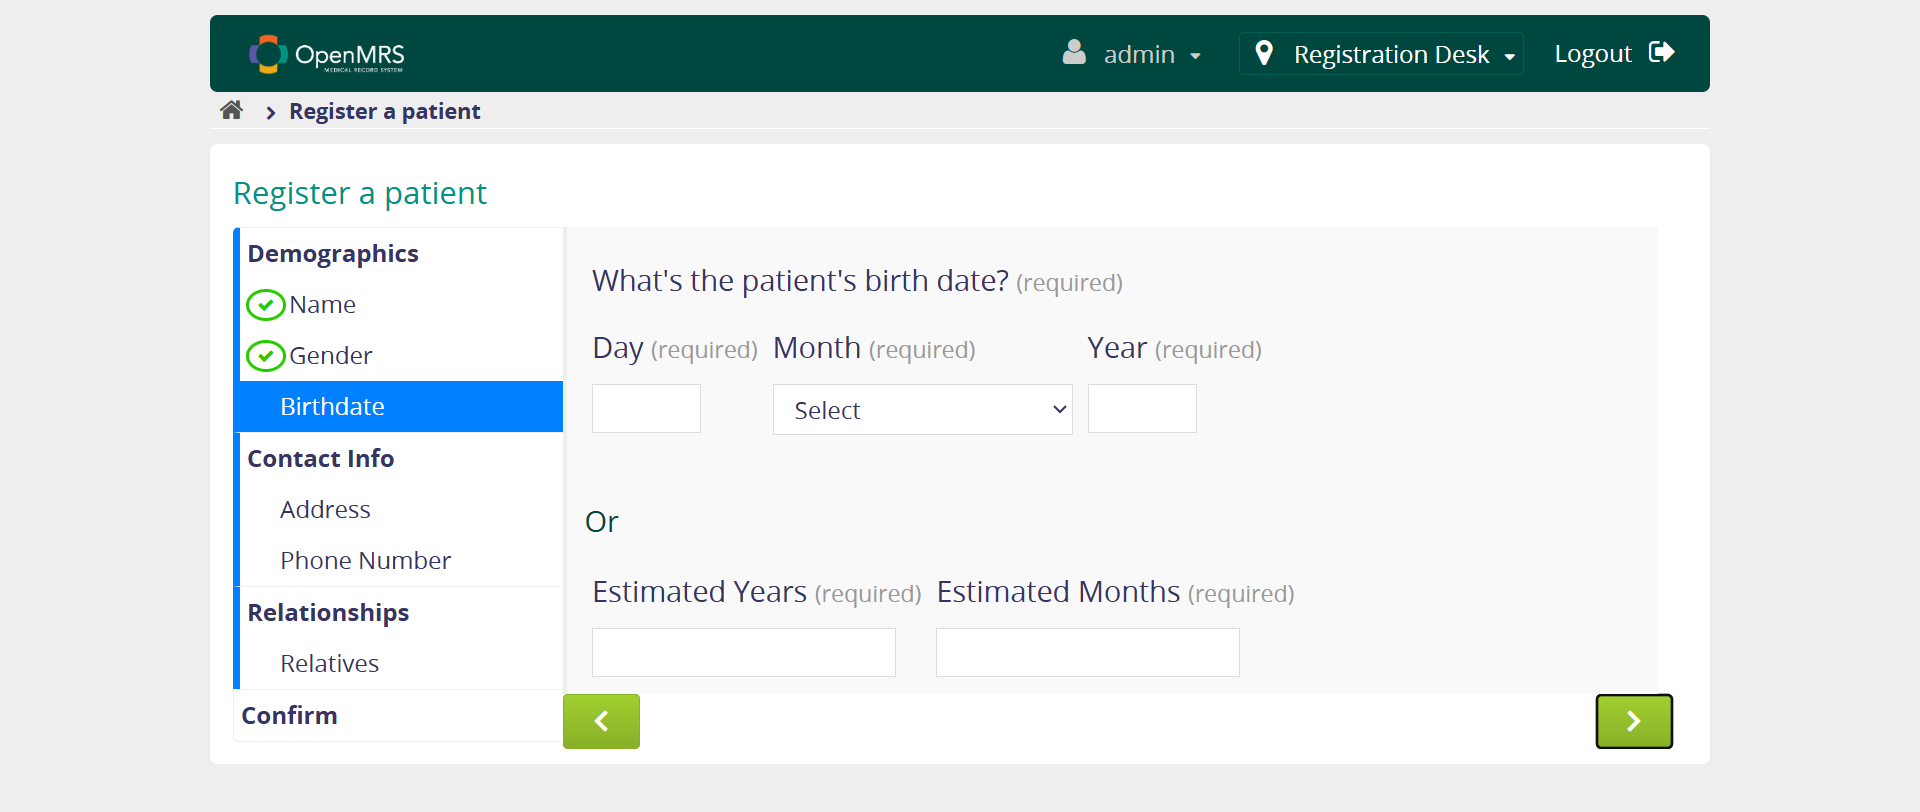 OpenMRS
MEDICAL RECORD SYSTEM
admin
Registration Desk
Logout
Register a patient
Register a patient
Demographics
Name
Gender
Birthdate
Contact Info
Address
Phone Number
Relationships
Relatives
Confirm
What's the patient's birth date? (required)
Day (required) Month (required) Year (required)
Select
Or
Estimated Years (required) Estimated Months (required)